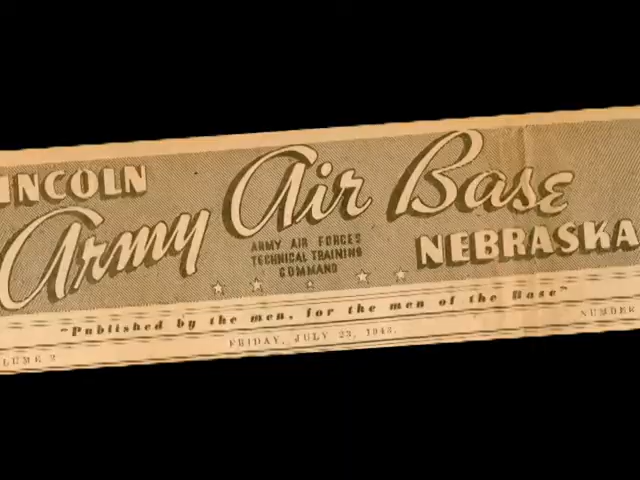 INCOLN
Army Air Base
ARMY AIR FORCES
TECHNICAL TRAINING
COMMAND
NEBRASKA
"Published by the men, for the men of the Base"
LUME 2
FRIDAY, JULY 23, 1943.
NUMBER